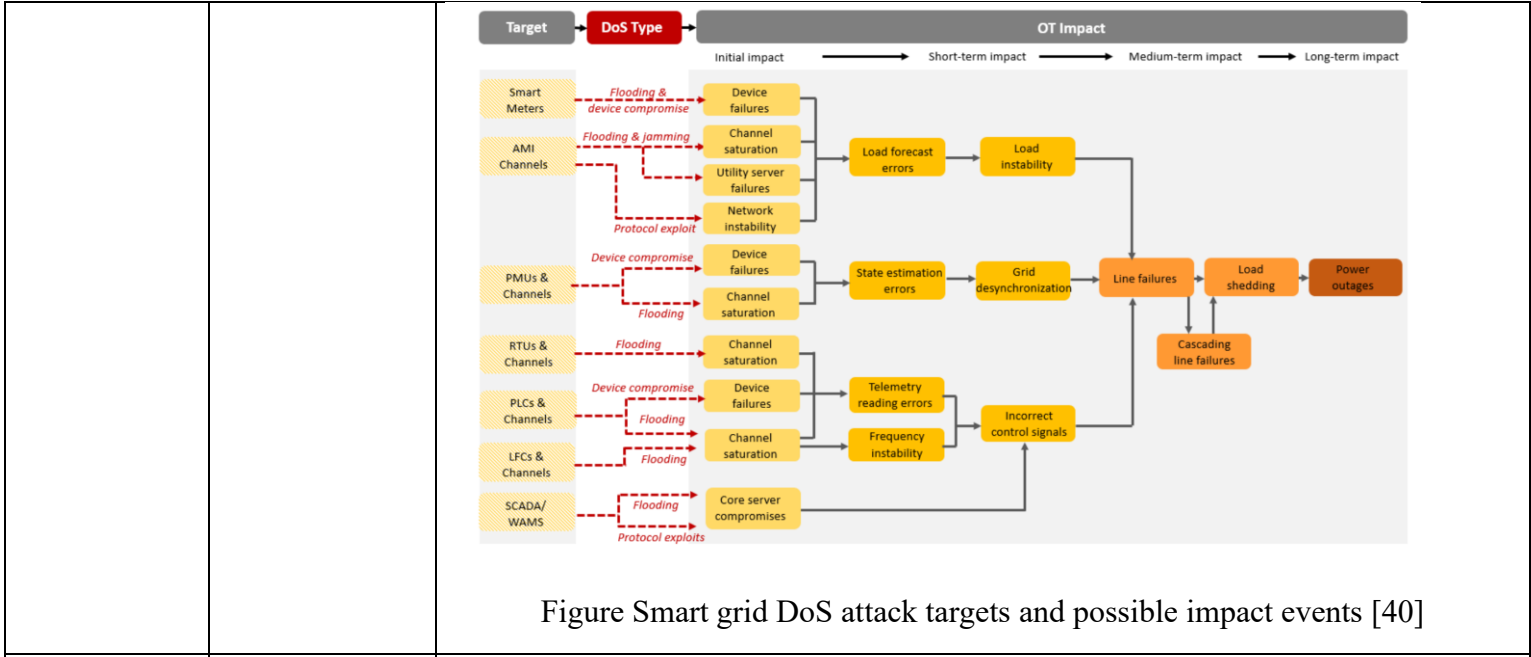 Target
DoS Type
OT Impact
Initial impact
Short-term impact
Medium-term impact
Long-term impact
Smart
Meters
Flooding &
device compromise
Device
failures
AMI
Channels
Flooding & jamming
Channel
saturation
Utility server
failures
Protocol exploit
Network
instability
Load forecast
errors
Load
instability
PMUs &
Channels
Device compromise
Device
failures
Flooding
Channel
saturation
State estimation
errors
Grid
desynchronization
Line failures
Load
shedding
Power
outages
Cascading
line failures
RTUs &
Channels
Flooding
Channel
saturation
PLCs &
Channels
Device compromise
Device
failures
Flooding
Telemetry
reading errors
LFCs &
Channels
Flooding
Channel
saturation
Frequency
instability
Incorrect
control signals
SCADA/
WAMS
Flooding
Protocol exploits
Core server
compromises
Figure Smart grid DoS attack targets and possible impact events [40]